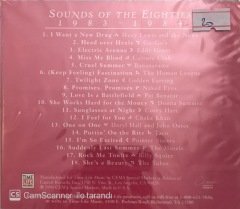 SOUNDS OF THE EIGHTIES
1983 - 1984
1. I Want a New Drug • Huey Lewis and the News
2. Head over Heels • Go-Go's
3. Electric Avenue • Eddy Grant
4. Miss Me Blind • Culture Club
5. Cruel Summer • Bananarama
6. (Keep Feeling) Fascination • The Human League
7. Twilight Zone • Golden Earring
8. Promises, Promises • Naked Eyes
9. Love Is a Battlefield • Pat Benatar
10. She Works Hard for the Money • Donna Summer
11. Sunglasses at Night • Corey Hart
12. I Feel for You • Chaka Khan
13. One on One • Daryl Hall and John Oates
14. Puttin' On the Ritz • Taco
15. I'm So Excited • Pointer Sisters
16. Suddenly Last Summer • The Motels
17. Rock Me Tonite • Billy Squier
18. She's a Beauty • The Tubes
TIME
LIFE
MUSIC
CS CamScanner ile tarandı